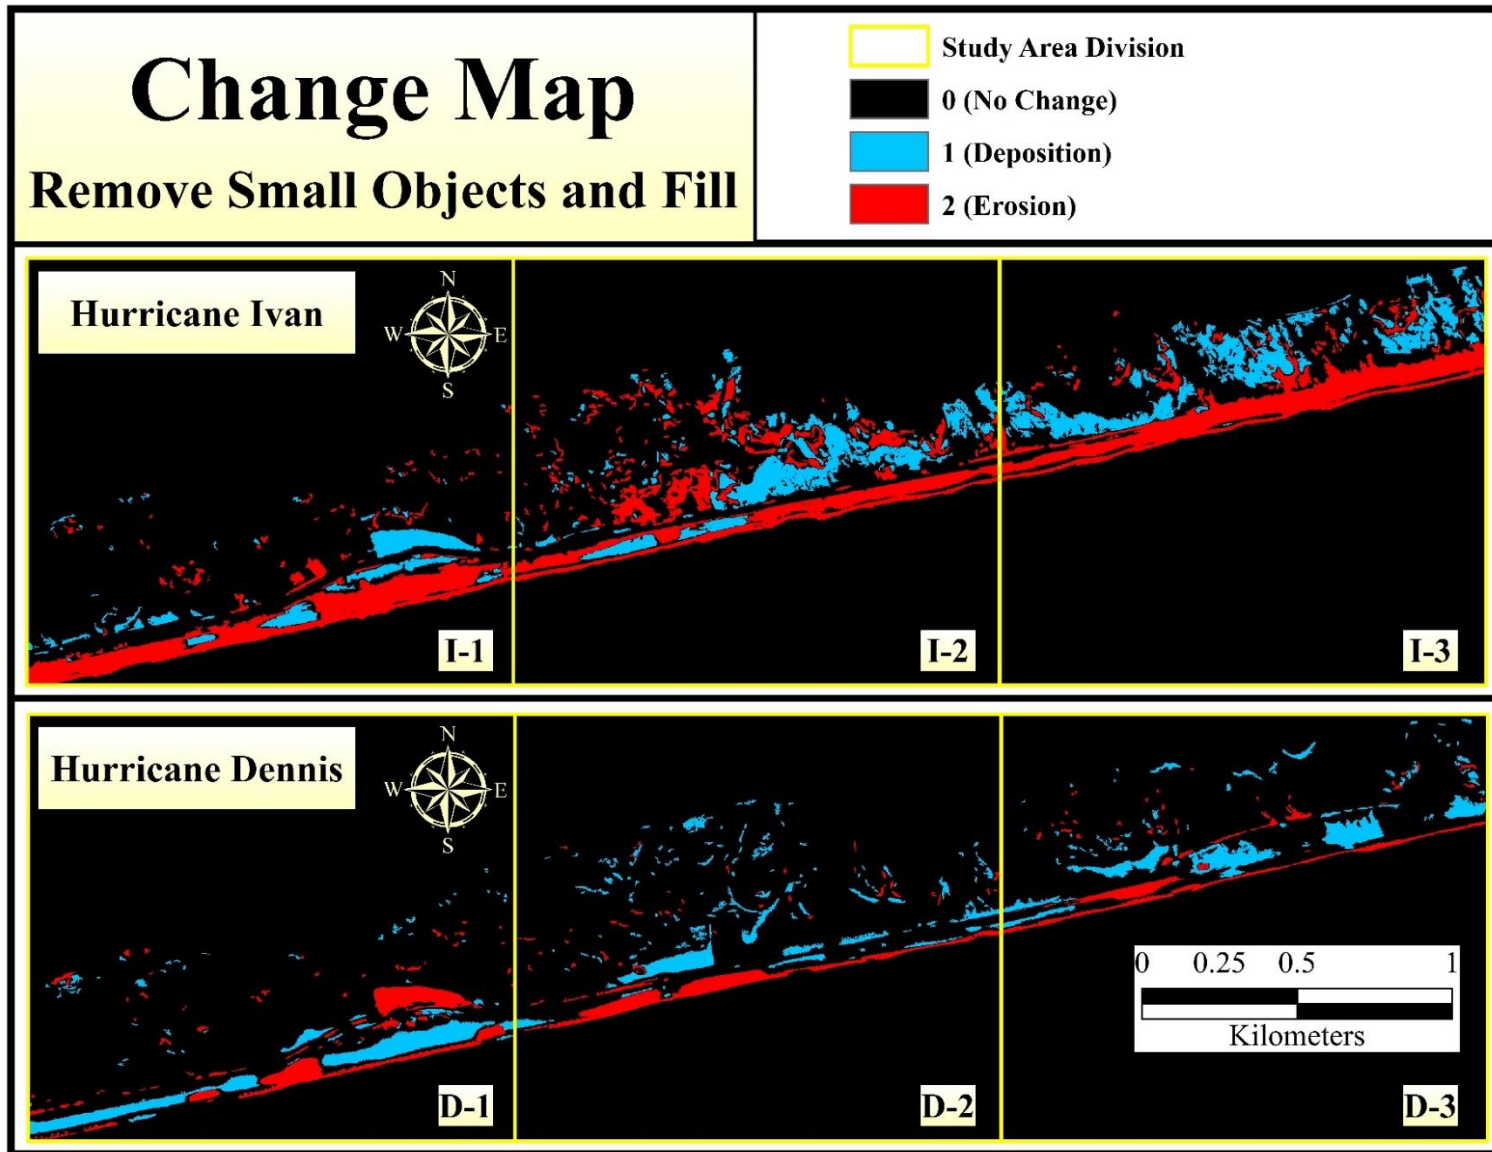 Change Map
Remove Small Objects and Fill
Study Area Division
0 (No Change)
1 (Deposition)
2 (Erosion)
Hurricane Ivan
N
W E
S
I-1
I-2
I-3
Hurricane Dennis
N
W E
S
D-1
D-2
D-3
0 0.25 0.5 1
Kilometers